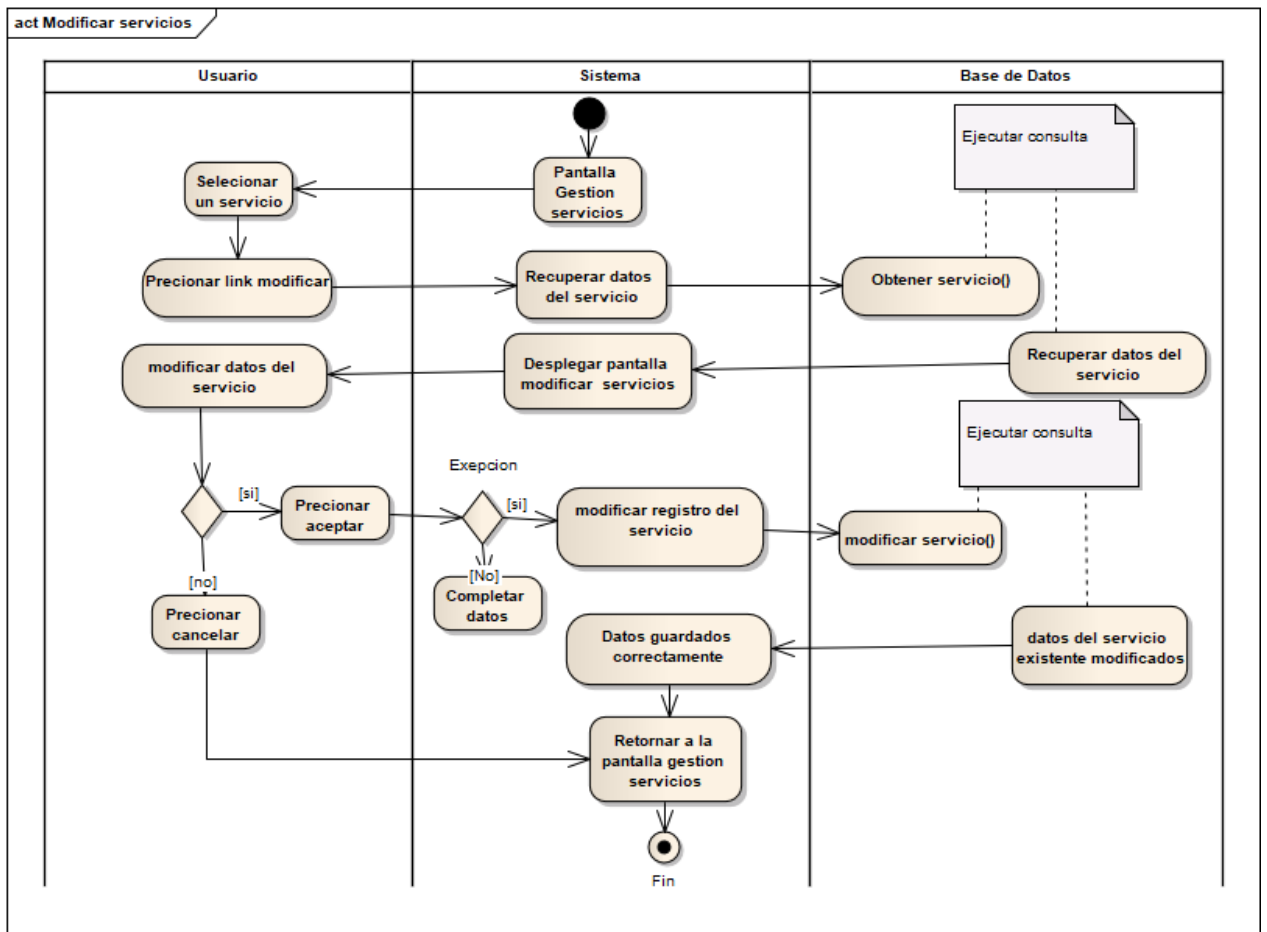 act Modificar servicios
Usuario
Sistema
Base de Datos
Ejecutar consulta
Selecionar
un servicio
Pantalla
Gestion
servicios
Precionar link modificar
Recuperar datos
del servicio
Obtener servicio()
modificar datos del
servicio
Desplegar pantalla
modificar servicios
Recuperar datos del
servicio
Ejecutar consulta
Exepcion
[si]
Precionar
aceptar
[si]
modificar registro del
servicio
modificar servicio()
[no]
Precionar
cancelar
[No]
Completar
datos
Datos guardados
correctamente
datos del servicio
existente modificados
Retornar a la
pantalla gestion
servicios
Fin